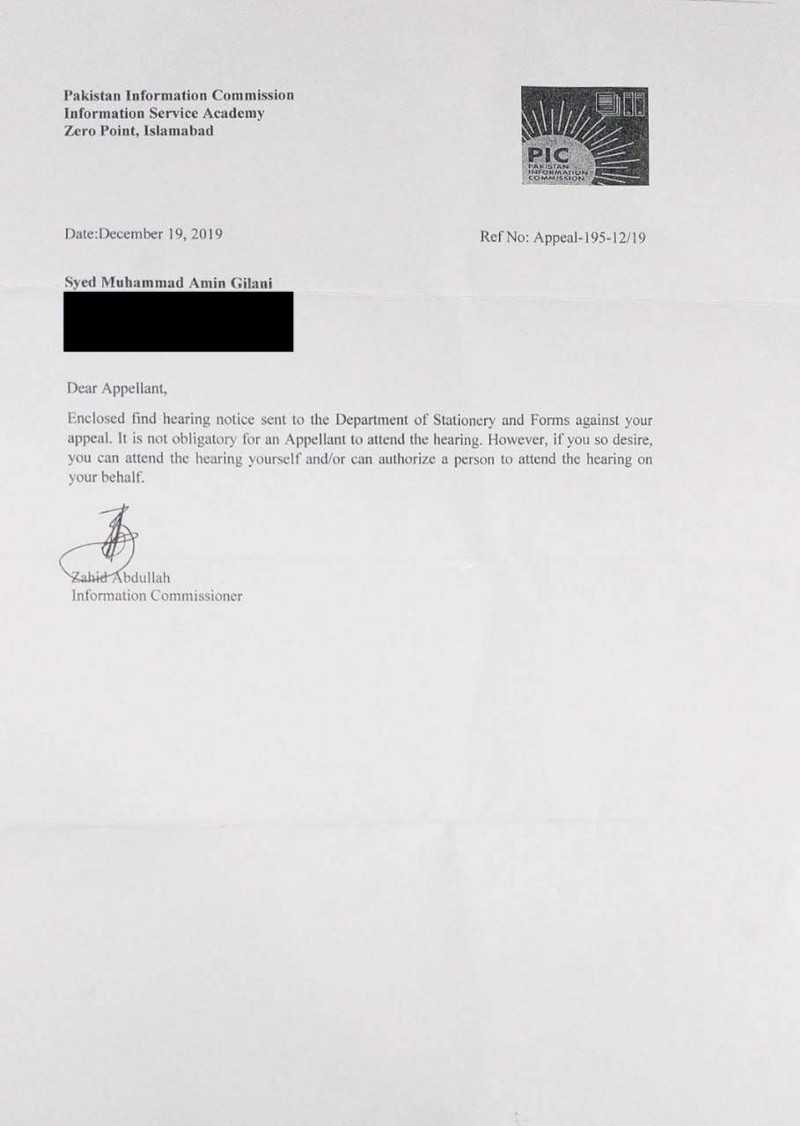 Pakistan Information Commission
Information Service Academy
Zero Point, Islamabad
PIC
PAKISTAN
INFORMATION
COMMISSION
Date:December 19, 2019
Ref No: Appeal-195-12/19
Syed Muhammad Amin Gilani
Dear Appellant,
Enclosed find hearing notice sent to the Department of Stationery and Forms against your
appeal. It is not obligatory for an Appellant to attend the hearing. However, if you so desire,
you can attend the hearing yourself and/or can authorize a person to attend the hearing on
your behalf.
Zahid Abdullah
Information Commissioner